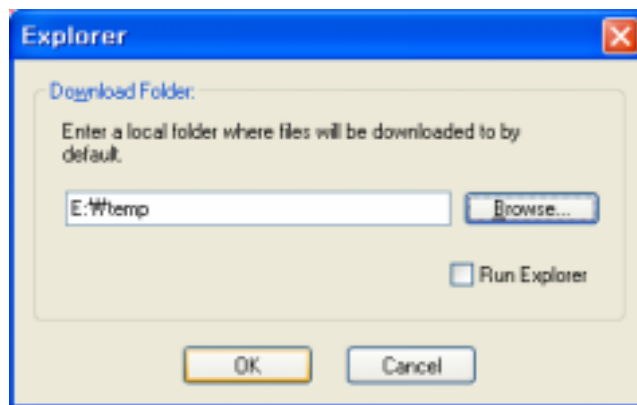 Explorer
Download Folder:
Enter a local folder where files will be downloaded to by
default.
E:₩temp
Browse...
Run Explorer
OK
Cancel